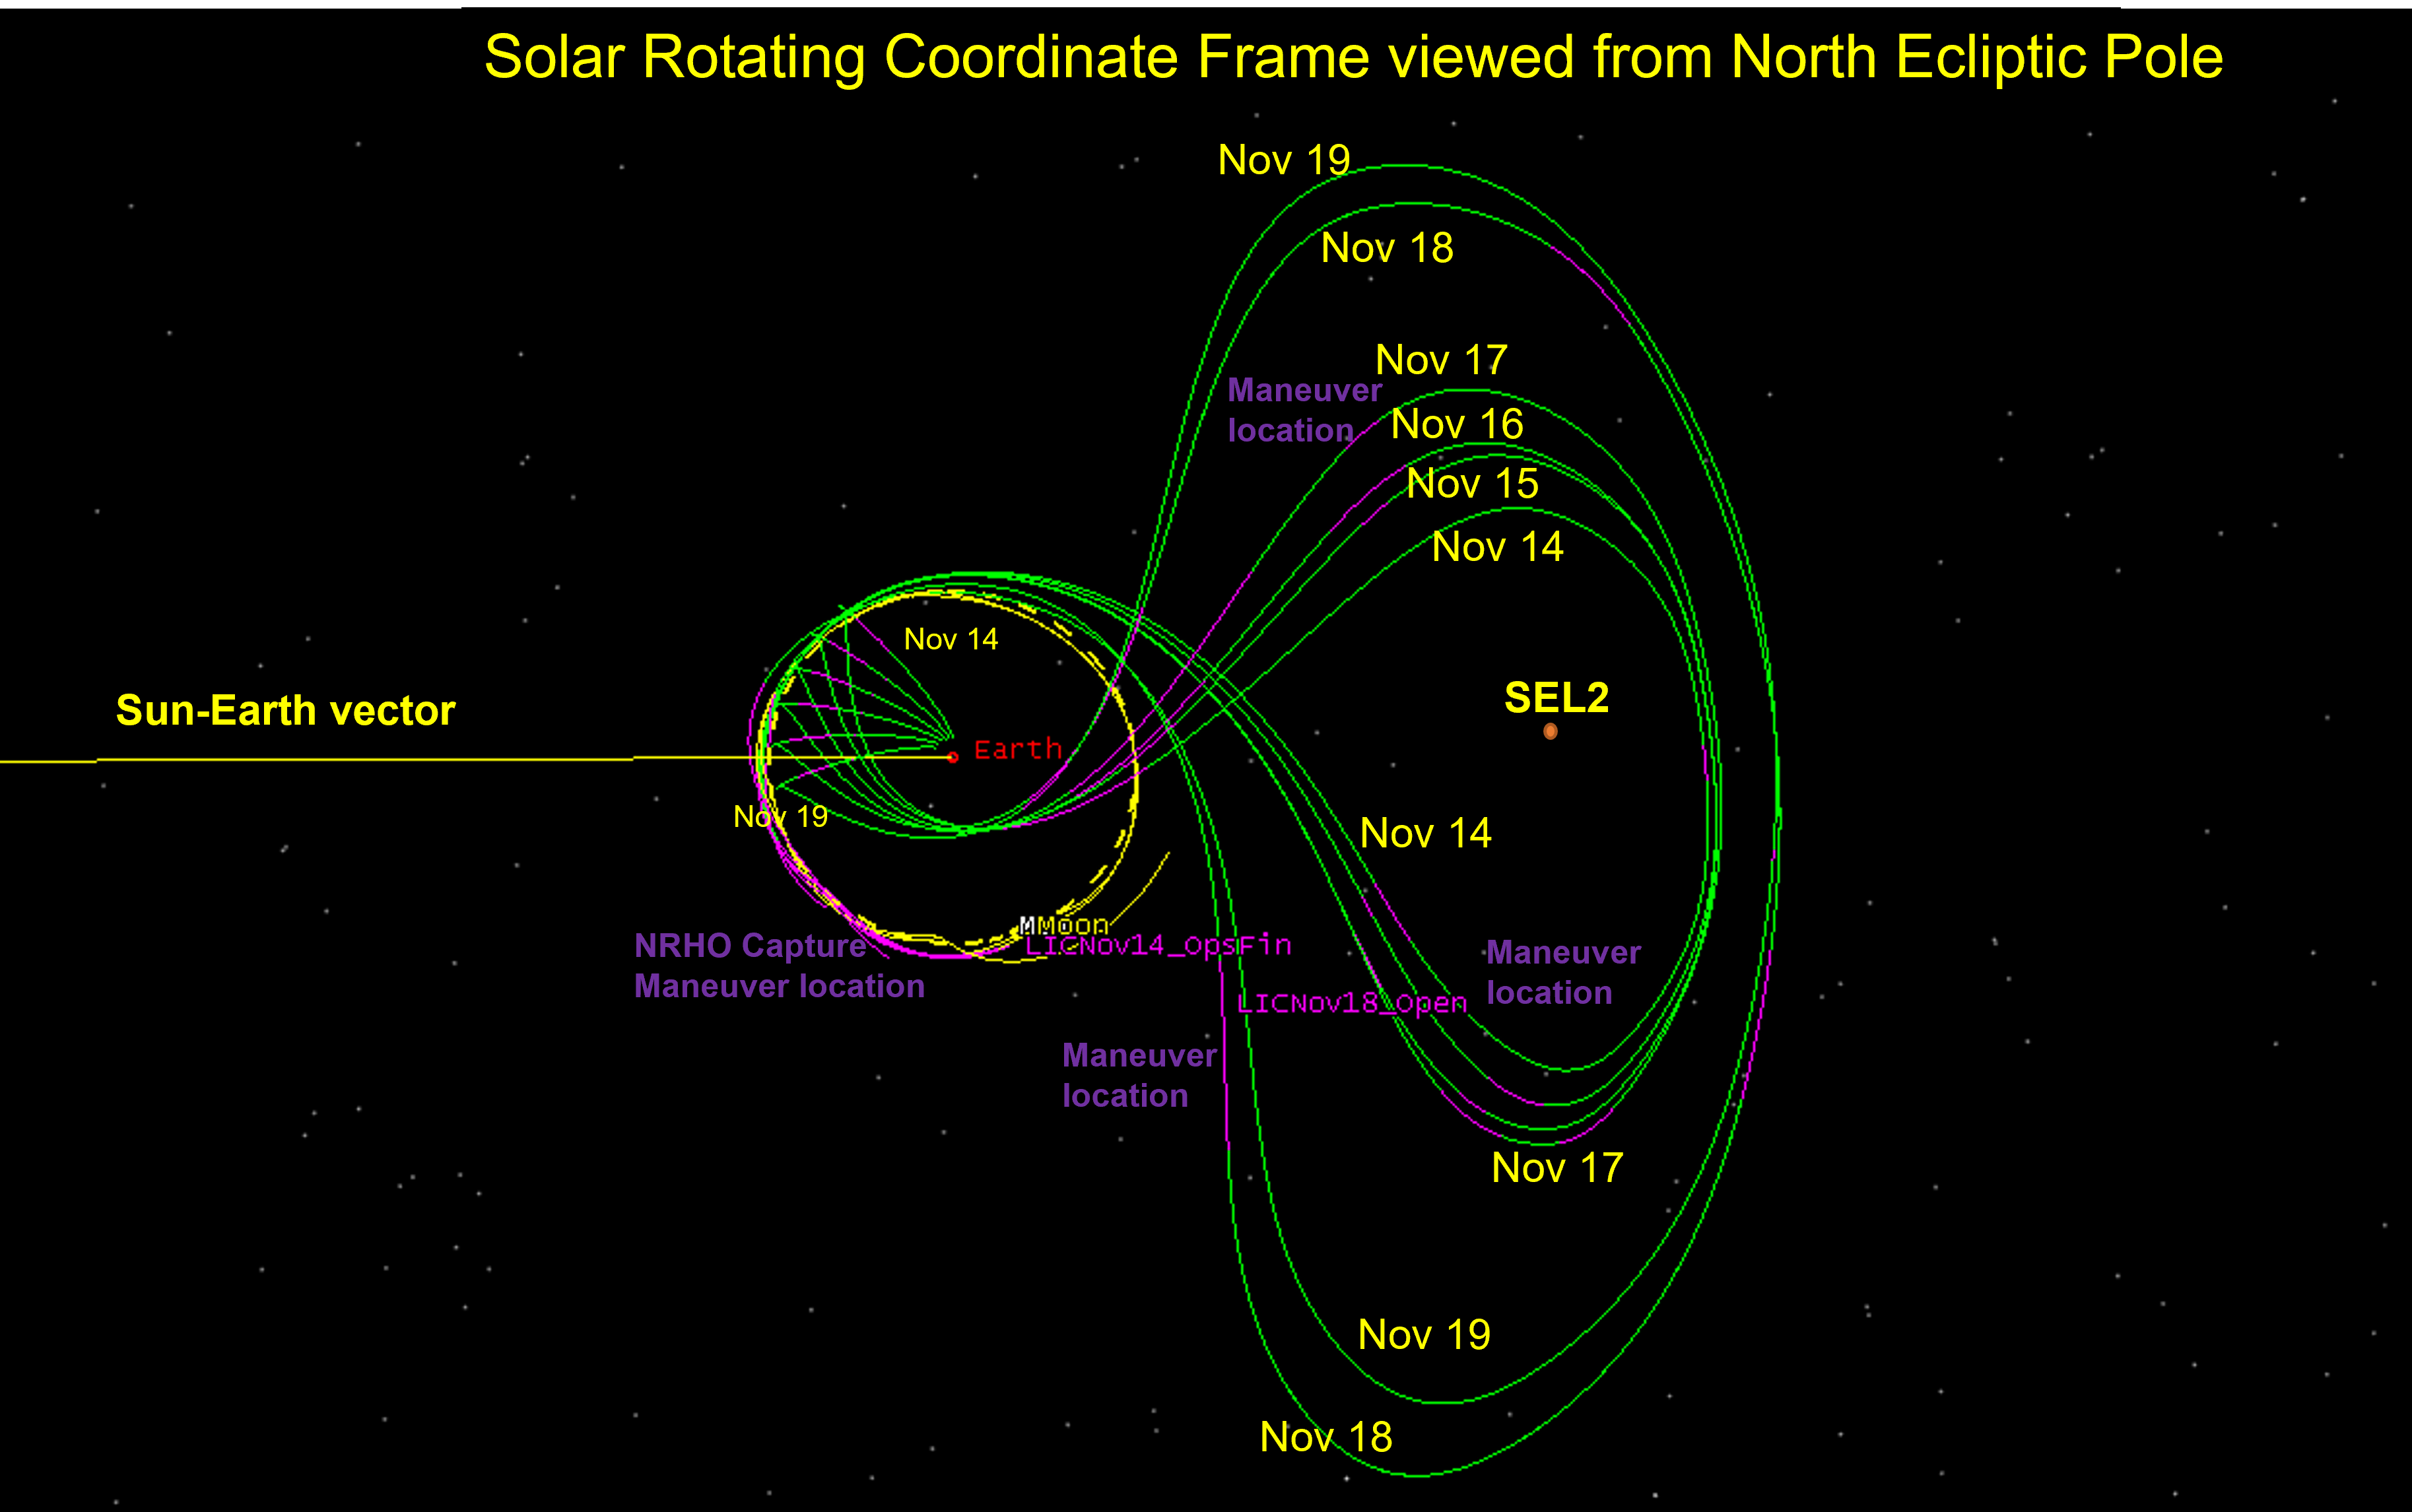 Solar Rotating Coordinate Frame viewed from North Ecliptic Pole
Nov 19
Nov 18
Nov 17
Maneuver
location
Nov 16
Nov 15
Nov 14
Nov 14
SEL2
Sun-Earth vector
Earth
Nov 19
Nov 14
MMoon
LICNov14_OpsFin
NRHO Capture
Maneuver location
Maneuver
location
LICNov18_Open
Maneuver
location
Nov 17
Nov 19
Nov 18